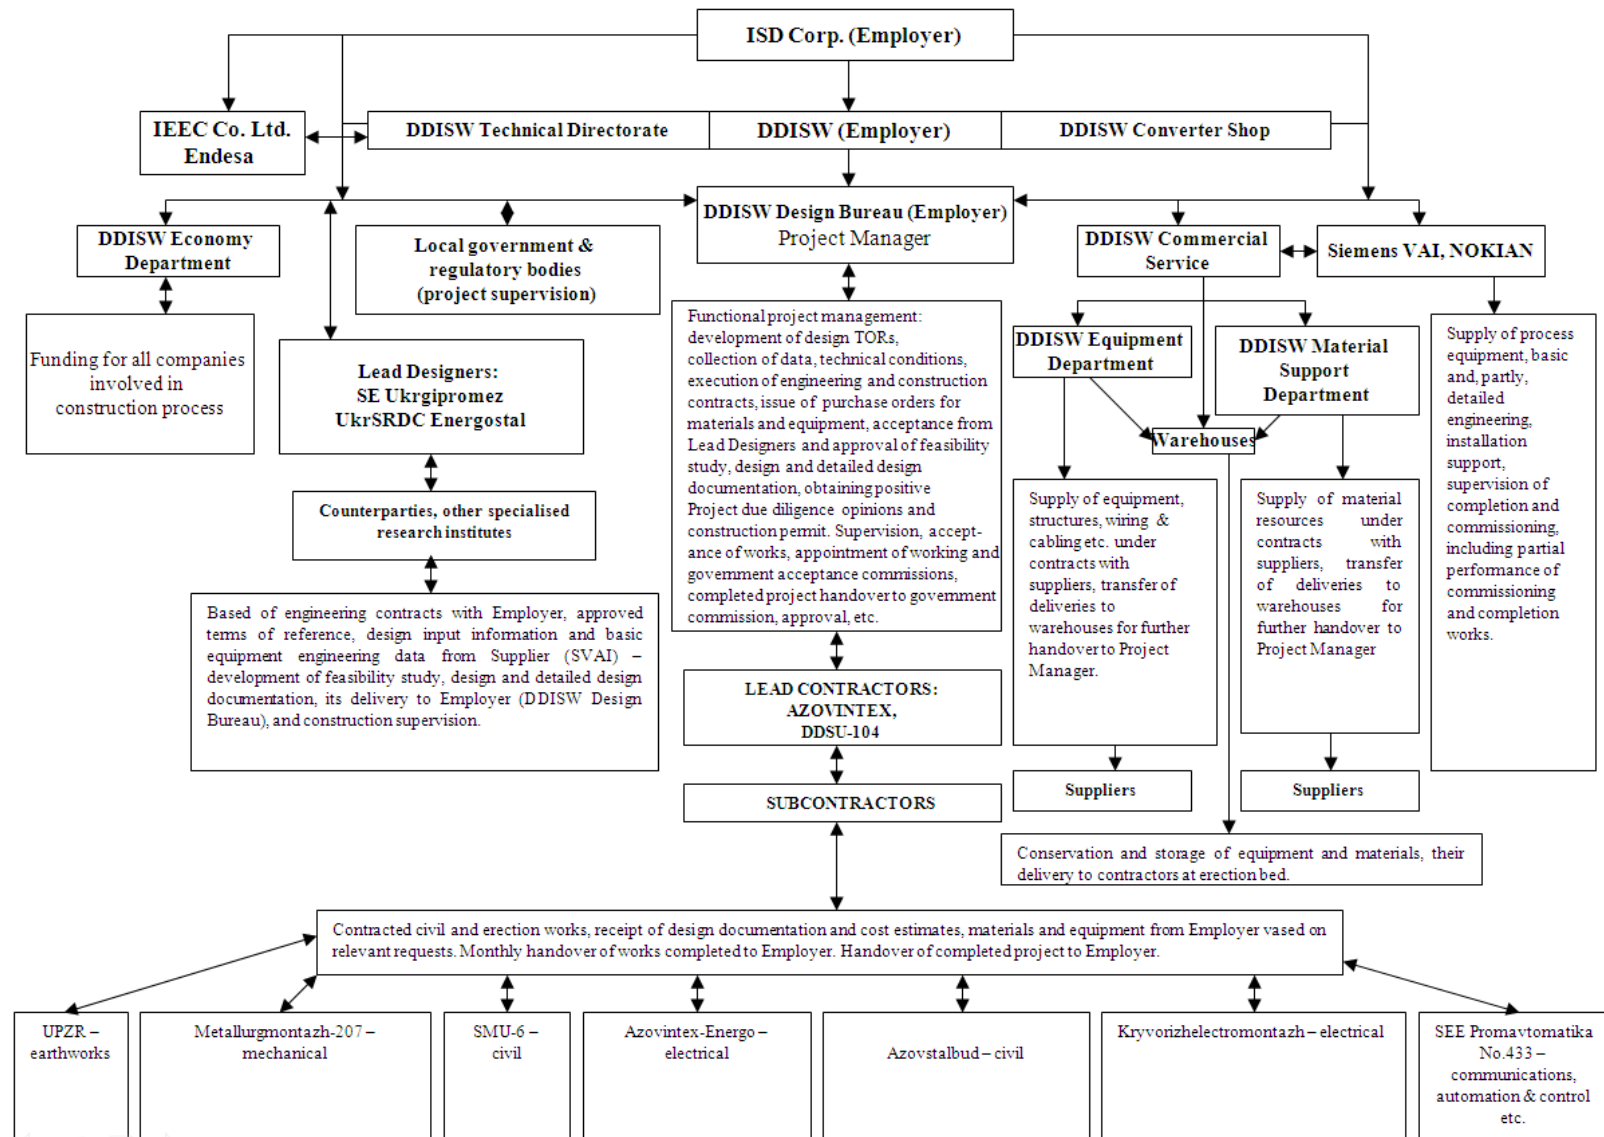 ISD Corp. (Employer)
IEEC Co. Ltd.
Endesa
DDISW Technical Directorate
DDISW (Employer)
DDISW Converter Shop
DDISW Design Bureau (Employer)
Project Manager
DDISW Economy
Department
Local government &
regulatory bodies
(project supervision)
DDISW Commercial
Service
Siemens VAI, NOKIAN
Funding for all companies
involved in
construction process
Lead Designers:
SE Ukrgipromez
UkrSRDC Energostal
Functional project management:
development of design TORs,
collection of data, technical conditions,
execution of engineering and construction
contracts, issue of purchase orders for
materials and equipment, acceptance from
Lead Designers and approval of feasibility
study, design and detailed design
documentation, obtaining positive
Project due diligence opinions and
construction permit. Supervision, accept-
ance of works, appointment of working and
government acceptance commissions,
completed project handover to government
commission, approval, etc.
DDISW Equipment
Department
DDISW Material
Support
Department
Warehouses
Supply of process
equipment, basic
and, partly,
detailed
engineering,
installation
support,
supervision of
completion and
commissioning,
including partial
performance of
commissioning
and completion
works.
Counterparties, other specialised
research institutes
Supply of equipment,
structures, wiring &
cabling etc. under
contracts with
suppliers, transfer of
deliveries to
warehouses for further
handover to Project
Manager.
Supply of material
resources under
contracts with
suppliers, transfer
of deliveries to
warehouses for
further handover to
Project Manager
Based of engineering contracts with Employer, approved
terms of reference, design input information and basic
equipment engineering data from Supplier (SVAI) –
development of feasibility study, design and detailed design
documentation, its delivery to Employer (DDISW Design
Bureau), and construction supervision.
LEAD CONTRACTORS:
AZOVINTEX,
DDSU-104
SUBCONTRACTORS
Suppliers
Suppliers
Conservation and storage of equipment and materials, their
delivery to contractors at erection bed.
Contracted civil and erection works, receipt of design documentation and cost estimates, materials and equipment from Employer vased on
relevant requests. Monthly handover of works completed to Employer. Handover of completed project to Employer.
UPZR –
earthworks
Metallurgmontazh-207 –
mechanical
SMU-6 –
civil
Azovintex-Energo –
electrical
Azovstalbud – civil
Kryvorizhelectromontazh – electrical
SEE Promavtomatika
No.433 –
communications,
automation & control
etc.